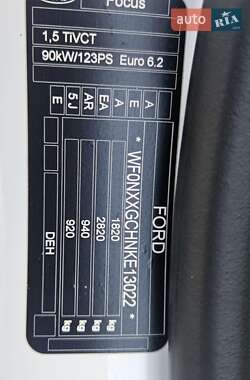 AUTO
RIA
.com
Focus
1,5 TiVCT
90kW/123PS Euro 6.2
FORD
* WF0NXXGCHNKE13022 *
1820 kg
2820 kg
940 kg
920 kg
A E
A
EA
AR
5J
E
DEH